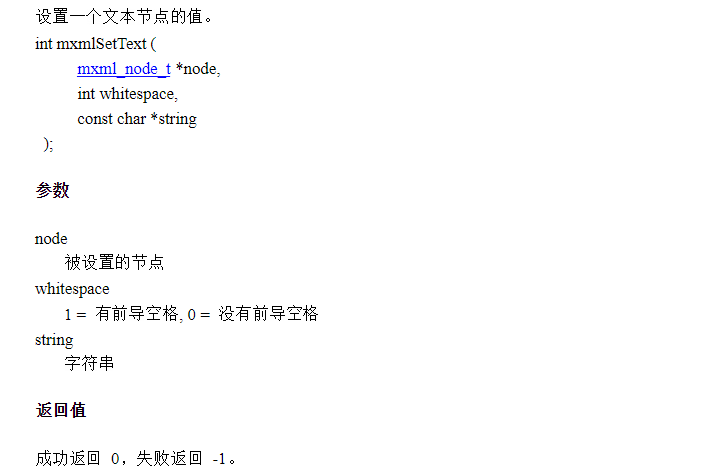 设置一个文本节点的值。
int mxmlSetText (
mxml_node_t *node,
int whitespace,
const char *string
);
参数
node
被设置的节点
whitespace
1 = 有前导空格, 0 = 没有前导空格
string
字符串
返回值
成功返回 0，失败返回 -1。